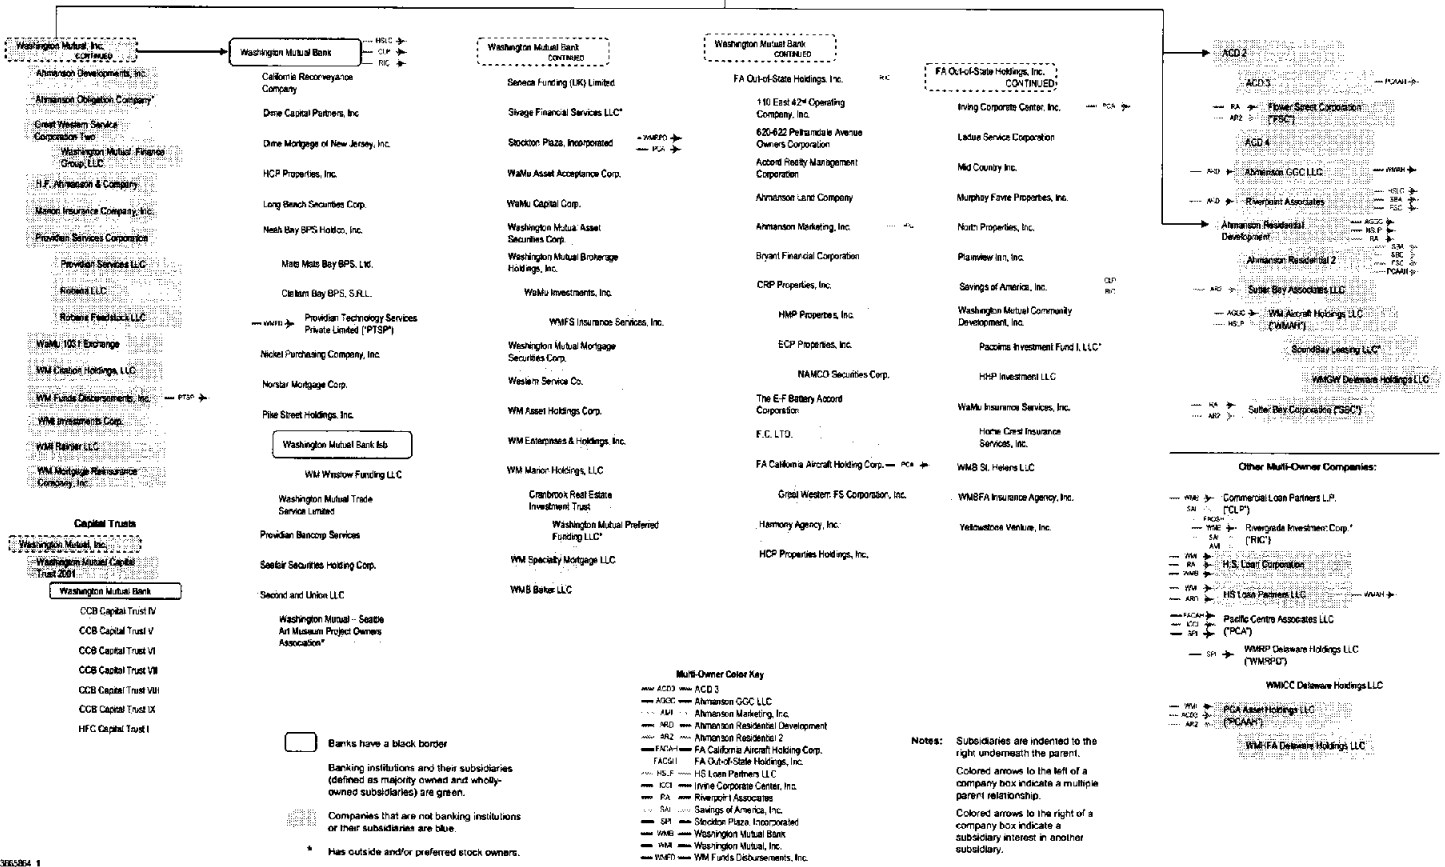 Washington Mutual, Inc.
CONTINUED
Ahmanson Developments, Inc.
Ahmanson Obligation Company*
Great Western Service
Corporation Two
Washington Mutual Finance
Group, LLC
H.F. Ahmanson & Company
Marion Insurance Company, Inc.
Providian Services Corporation
Providian Services LLC
Robena LLC
Robena Feedstock LLC
WaMu 1031 Exchange
WM Citation Holdings, LLC
WM Funds Disbursements, Inc.
PTSP
WMI Investments Corp.
WMI Rainier LLC
WM Mortgage Reinsurance
Company, Inc.
Capital Trusts
Washington Mutual, Inc.
Washington Mutual Capital
Trust 2001
Washington Mutual Bank
CCB Capital Trust IV
CCB Capital Trust V
CCB Capital Trust VI
CCB Capital Trust VII
CCB Capital Trust VIII
CCB Capital Trust IX
HFC Capital Trust I
Washington Mutual Bank
HSLC
CLP
RIC
California Reconveyance
Company
Dime Capital Partners, Inc
Dime Mortgage of New Jersey, Inc.
HCP Properties, Inc.
Long Beach Securities Corp.
Neah Bay BPS Holdco, Inc.
Mats Mats Bay BPS, Ltd.
Clallam Bay BPS, S.R.L.
WMFD
Providian Technology Services
Private Limited ("PTSP")
Nickel Purchasing Company, Inc.
Norstar Mortgage Corp.
Pike Street Holdings, Inc.
Washington Mutual Bank fsb
WM Winslow Funding LLC
Washington Mutual Trade
Service Limited
Providian Bancorp Services
Seafair Securities Holding Corp.
Second and Union LLC
Washington Mutual – Seattle
Art Museum Project Owners
Association*
Washington Mutual Bank
CONTINUED
Seneca Funding (UK) Limited
Sivage Financial Services LLC*
Stockton Plaza, Incorporated
WMRPD
PCA
WaMu Asset Acceptance Corp.
WaMu Capital Corp.
Washington Mutual Asset
Securities Corp.
Washington Mutual Brokerage
Holdings, Inc.
WaMu Investments, Inc.
WMFS Insurance Services, Inc.
Washington Mutual Mortgage
Securities Corp.
Western Service Co.
WM Asset Holdings Corp.
WM Enterprises & Holdings, Inc.
WM Marion Holdings, LLC
Cranbrook Real Estate
Investment Trust
Washington Mutual Preferred
Funding LLC*
WM Specialty Mortgage LLC
WMB Baker LLC
Washington Mutual Bank
CONTINUED
FA Out-of-State Holdings, Inc.
RIC
110 East 42nd Operating
Company, Inc.
620-622 Pelhamdale Avenue
Owners Corporation
Accord Realty Management
Corporation
Ahmanson Land Company
Ahmanson Marketing, Inc.
Bryant Financial Corporation
CRP Properties, Inc.
HMP Properties, Inc.
ECP Properties, Inc.
NAMCO Securities Corp.
The E-F Battery Accord
Corporation
F.C. LTD.
FA California Aircraft Holding Corp.
PCA
Great Western FS Corporation, Inc.
Harmony Agency, Inc.
HCP Properties Holdings, Inc.
FA Out-of-State Holdings, Inc.
CONTINUED
Irving Corporate Center, Inc.
PCA
Ladue Service Corporation
Mid Country Inc.
Murphey Favre Properties, Inc.
North Properties, Inc.
Plainview Inn, Inc.
Savings of America, Inc.
CLP
RIC
Washington Mutual Community
Development, Inc.
Pacoima Investment Fund I, LLC*
HHP Investment LLC
WaMu Insurance Services, Inc.
Home Crest Insurance
Services, Inc.
WMB St. Helens LLC
WMBFA Insurance Agency, Inc.
Yellowstone Venture, Inc.
ACD 2
ACD 3
PCAAH
RA
AR2
Flower Street Corporation
("FSC")
ACD 4
ARD
Ahmanson GGC LLC
WMAH
ARD
Riverpoint Associates
HSLC
SBA
FSC
Ahmanson Residential
Development
AGGC
HSLP
RA
Ahmanson Residential 2
SBA
SBC
FSC
PCAAH
AR2
Sutter Bay Associates LLC
AGGC
HSLP
WM Aircraft Holdings LLC
("WMAH")
SoundBay Leasing LLC*
WMGW Delaware Holdings LLC
RA
AR2
Sutter Bay Corporation ("SBC")
Other Multi-Owner Companies:
WMB
SAI
Commercial Loan Partners L.P.
("CLP")
FAOSH
WMB
SAI
AMI
Rivergrade Investment Corp.*
("RIC")
WMI
RA
WMB
H.S. Loan Corporation
WMI
ARD
HS Loan Partners LLC
WMAH
FACAH
ICCI
SPI
Pacific Centre Associates LLC
("PCA")
SPI
WMRP Delaware Holdings LLC
("WMRPD")
WMICC Delaware Holdings LLC
WMI
ACD3
AR2
PCA Asset Holdings LLC
("PCAAH")
WMHFA Delaware Holdings LLC
Banks have a black border
Banking institutions and their subsidiaries
(defined as majority owned and wholly-
owned subsidiaries) are green.
Companies that are not banking institutions
or their subsidiaries are blue.
* Has outside and/or preferred stock owners.
Multi-Owner Color Key
ACD3 ACD 3
AGGC Ahmanson GGC LLC
AMI Ahmanson Marketing, Inc.
ARD Ahmanson Residential Development
AR2 Ahmanson Residential 2
FACAH FA California Aircraft Holding Corp.
FAOSH FA Out-of-State Holdings, Inc.
HSLP HS Loan Partners LLC
ICCI Irvine Corporate Center, Inc.
RA Riverpoint Associates
SAI Savings of America, Inc.
SPI Stockton Plaza, Incorporated
WMB Washington Mutual Bank
WMI Washington Mutual, Inc.
WMFD WM Funds Disbursements, Inc.
Notes: Subsidiaries are indented to the
right underneath the parent.
Colored arrows to the left of a
company box indicate a multiple
parent relationship.
Colored arrows to the right of a
company box indicate a
subsidiary interest in another
subsidiary.
3865864 1